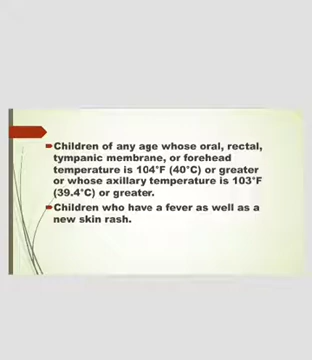 Children of any age whose oral, rectal,
tympanic membrane, or forehead
temperature is 104°F (40°C) or greater
or whose axillary temperature is 103°F
(39.4°C) or greater.
Children who have a fever as well as a
new skin rash.